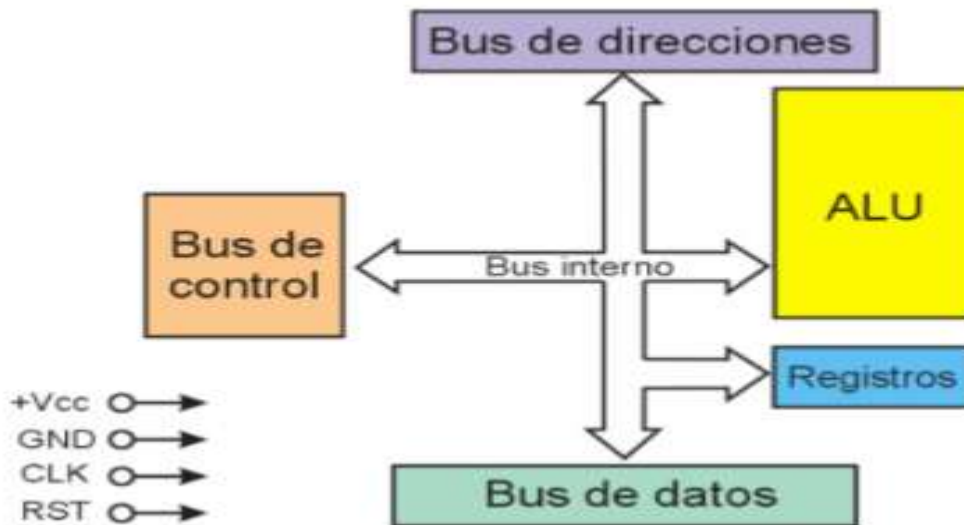 Bus de direcciones
ALU
Bus de
control
Bus interno
Registros
+Vcc
GND
CLK
RST
Bus de datos